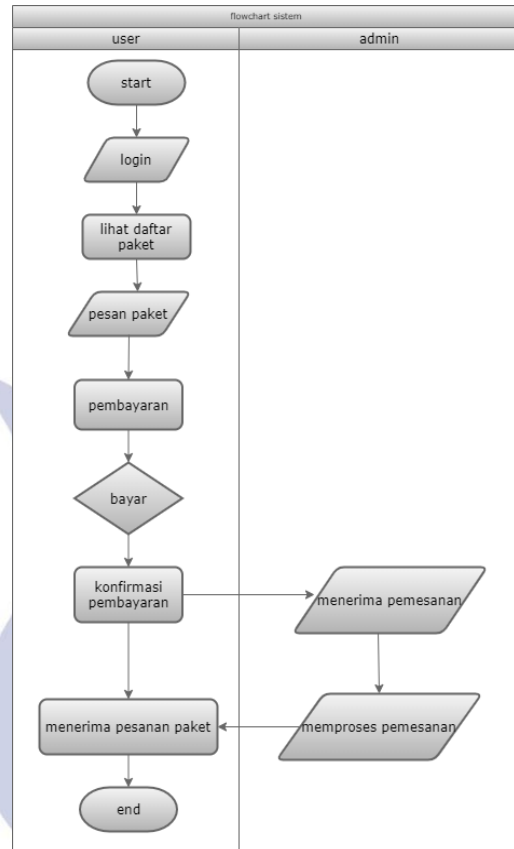 flowchart sistem
user
admin
start
login
lihat daftar
paket
pesan paket
pembayaran
bayar
konfirmasi
pembayaran
menerima pemesanan
menerima pesanan paket
memproses pemesanan
end